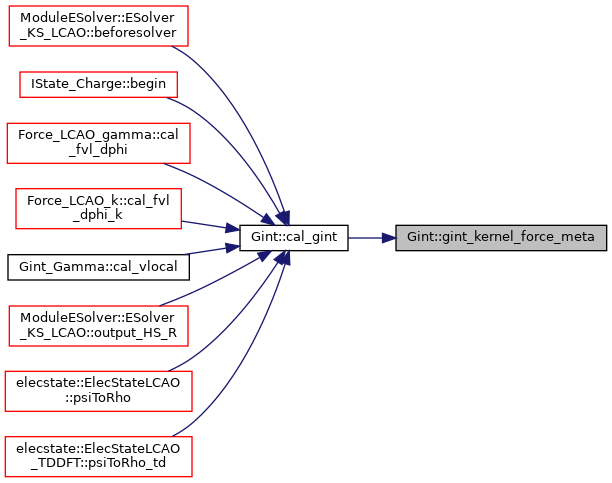 ModuleESolver::ESolver
_KS_LCAO::beforesolver
IState_Charge::begin
Force_LCAO_gamma::cal
_fvl_dphi
Force_LCAO_k::cal_fvl
_dphi_k
Gint::cal_gint
Gint::gint_kernel_force_meta
Gint_Gamma::cal_vlocal
ModuleESolver::ESolver
_KS_LCAO::output_HS_R
elecstate::ElecStateLCAO
::psiToRho
elecstate::ElecStateLCAO
_TDDFT::psiToRho_td